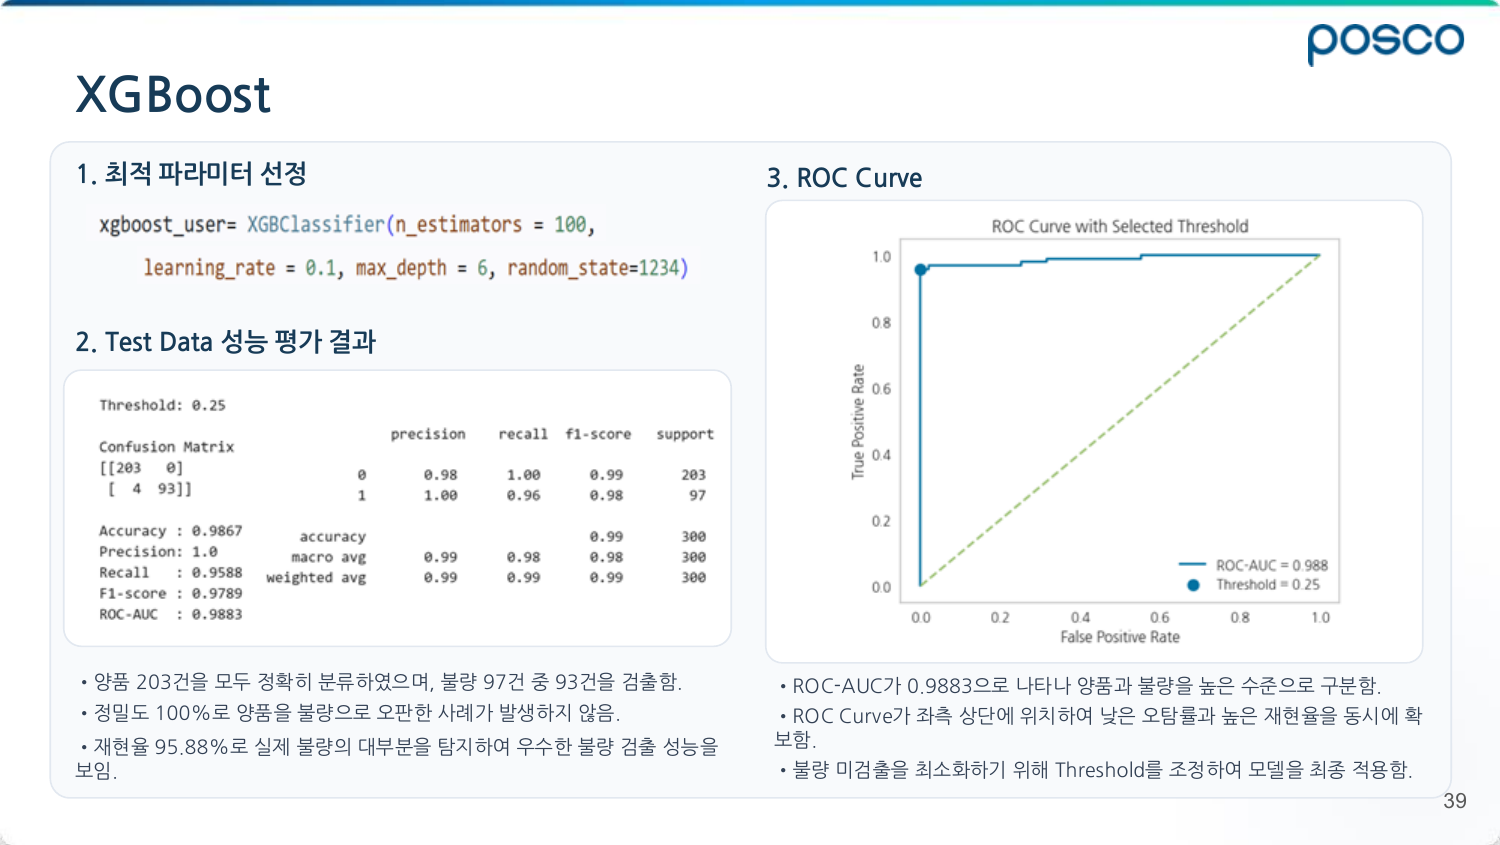 posco
XGBoost
1. 최적 파라미터 선정
xgboost_user= XGBClassifier(n_estimators = 100,
learning_rate = 0.1, max_depth = 6, random_state=1234)
2. Test Data 성능 평가 결과
Threshold: 0.25
Confusion Matrix
[[203   0]
[  4  93]]
Accuracy : 0.9867
Precision: 1.0
Recall   : 0.9588
F1-score : 0.9789
ROC-AUC  : 0.9883
precision recall f1-score support
0 0.98 1.00 0.99 203
1 1.00 0.96 0.98 97
accuracy 0.99 300
macro avg 0.99 0.98 0.98 300
weighted avg 0.99 0.99 0.99 300
• 양품 203건을 모두 정확히 분류하였으며, 불량 97건 중 93건을 검출함.
• 정밀도 100%로 양품을 불량으로 오판한 사례가 발생하지 않음.
• 재현율 95.88%로 실제 불량의 대부분을 탐지하여 우수한 불량 검출 성능을
보임.
3. ROC Curve
ROC Curve with Selected Threshold
True Positive Rate
1.0
0.8
0.6
0.4
0.2
0.0
ROC-AUC = 0.988
Threshold = 0.25
0.0 0.2 0.4 0.6 0.8 1.0
False Positive Rate
• ROC-AUC가 0.9883으로 나타나 양품과 불량을 높은 수준으로 구분함.
• ROC Curve가 좌측 상단에 위치하여 낮은 오탐률과 높은 재현율을 동시에 확
보함.
• 불량 미검출을 최소화하기 위해 Threshold를 조정하여 모델을 최종 적용함.
39